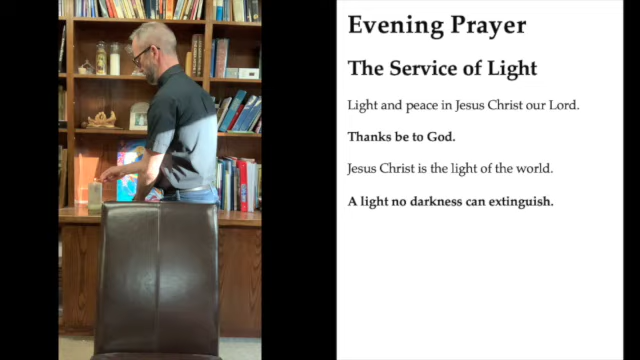 Evening Prayer
The Service of Light
Light and peace in Jesus Christ our Lord.
Thanks be to God.
Jesus Christ is the light of the world.
A light no darkness can extinguish.